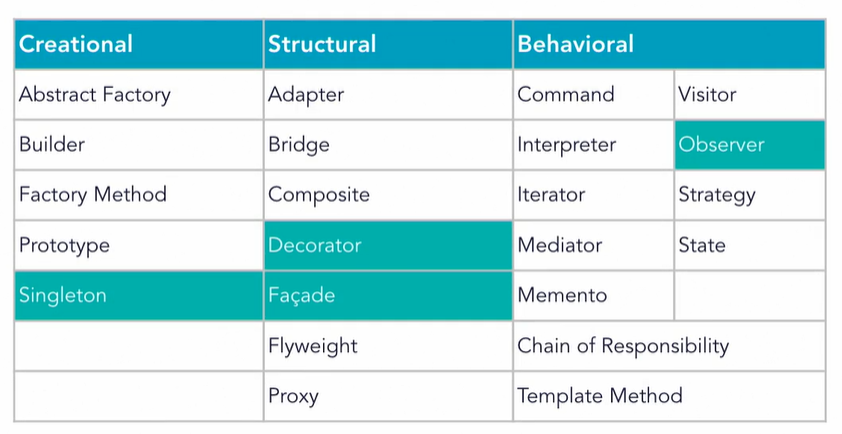 Creational Structural Behavioral
Abstract Factory Adapter Command Visitor
Builder Bridge Interpreter Observer
Factory Method Composite Iterator Strategy
Prototype Decorator Mediator State
Singleton Façade Memento
Flyweight Chain of Responsibility
Proxy Template Method